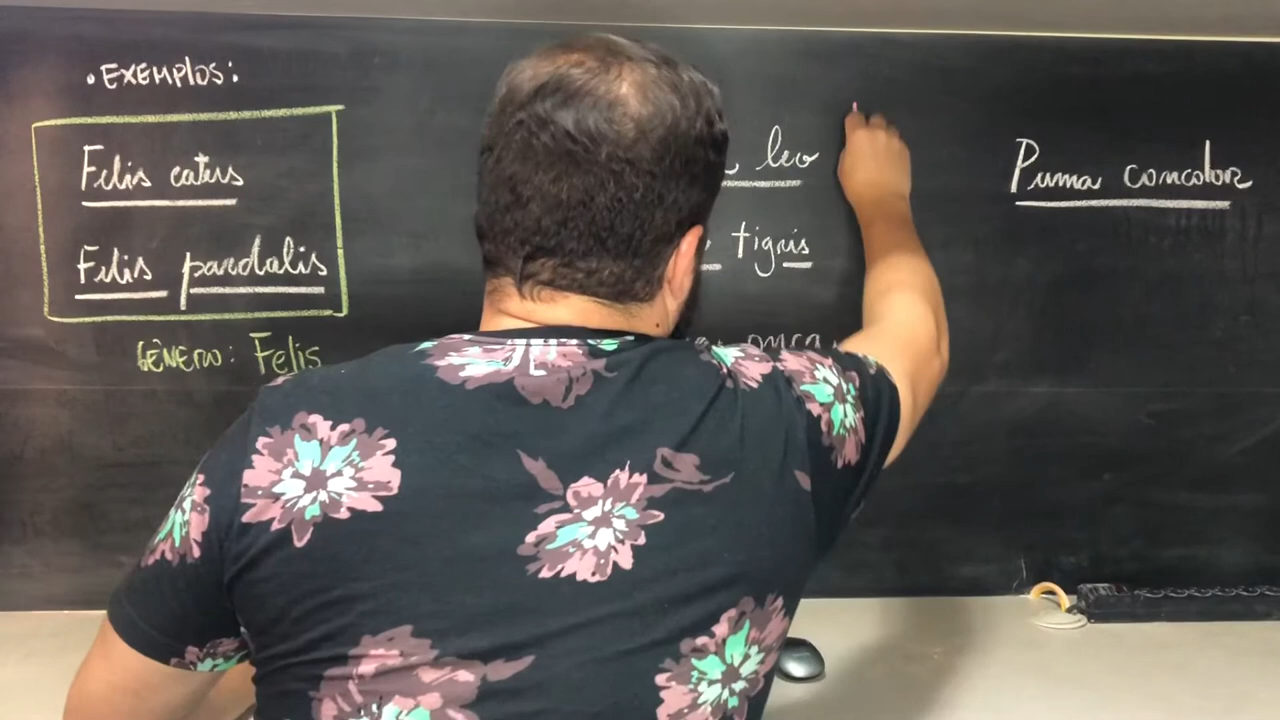 • EXEMPLOS:
Felis catus
Felis pardalis
GÊNERO: Felis
leo
tigris
onca
Puma concolor